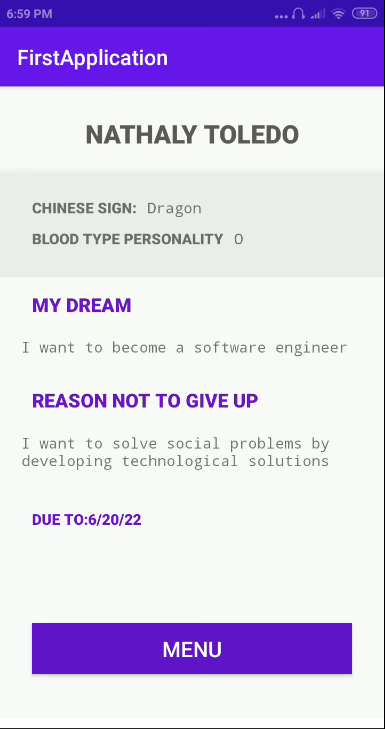 6:59 PM
91
FirstApplication
NATHALY TOLEDO
CHINESE SIGN: Dragon
BLOOD TYPE PERSONALITY O
MY DREAM
I want to become a software engineer
REASON NOT TO GIVE UP
I want to solve social problems by
developing technological solutions
DUE TO:6/20/22
MENU